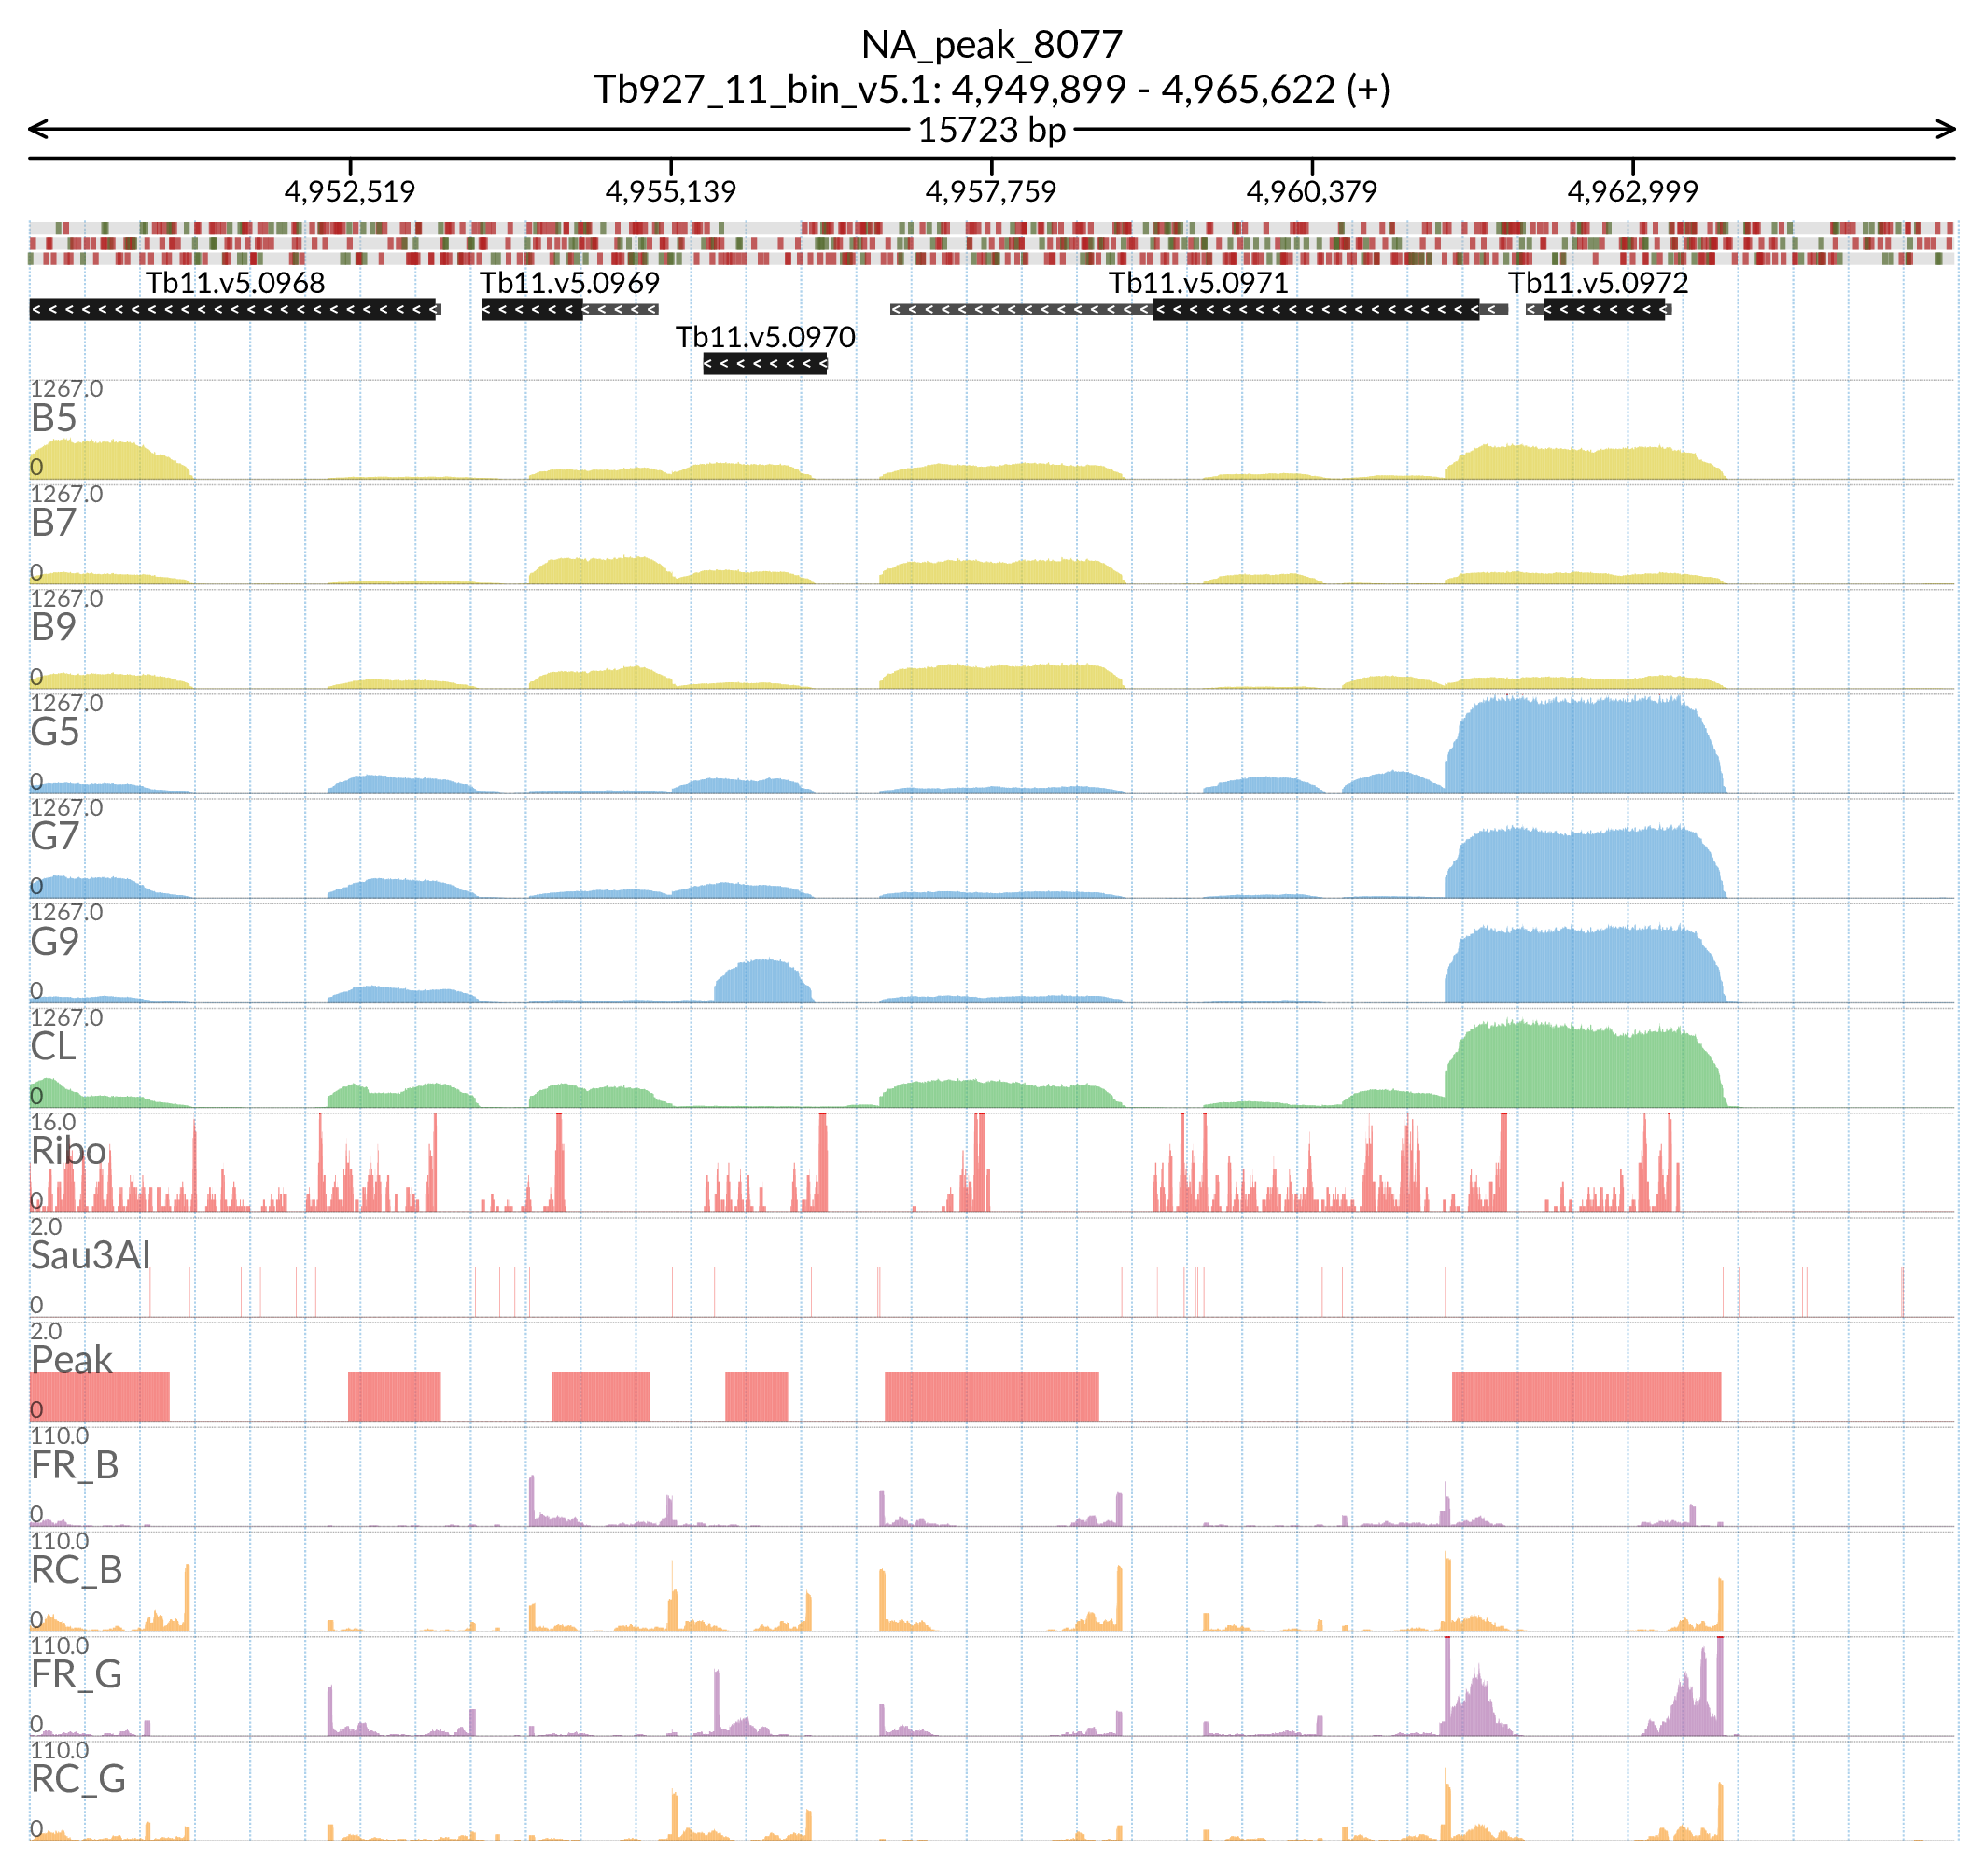 NA_peak_8077
Tb927_11_bin_v5.1: 4,949,899 - 4,965,622 (+)
15723 bp
4,952,519 4,955,139 4,957,759 4,960,379 4,962,999
Tb11.v5.0968 Tb11.v5.0969 Tb11.v5.0971 Tb11.v5.0972
Tb11.v5.0970
1267.0
B5
0
1267.0
B7
0
1267.0
B9
0
1267.0
G5
0
1267.0
G7
0
1267.0
G9
0
1267.0
CL
0
16.0
Ribo
0
2.0
Sau3AI
0
2.0
Peak
0
110.0
FR_B
0
110.0
RC_B
0
110.0
FR_G
0
110.0
RC_G
0